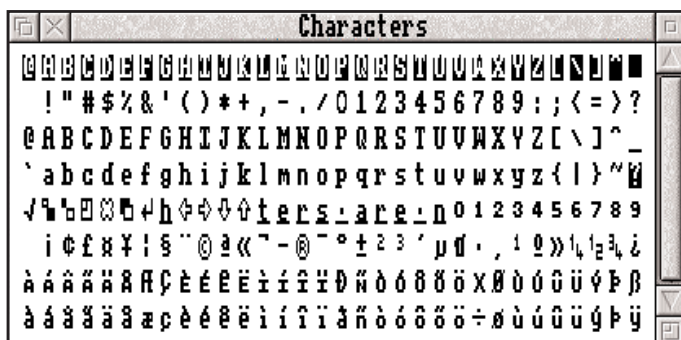 Characters
@ABCDEFGHIJKLMNOPQRSTUVWXYZ[\]^_
!"#$%&'()*+,-./0123456789:;<=>?
@ABCDEFGHIJKLMNOPQRSTUVWXYZ[\]^_
`abcdefghijklmnopqrstuvwxyz{|}~?
√ ↵h⇦⇨⇩⇧ters·are·n0123456789
¡¢£¤¥¦§¨©ª«¬-®¯°±²³´µ¶·¸¹º»¼½¾¿
ÀÁÂÃÄÅÆÇÈÉÊËÌÍÎÏÐÑÒÓÔÕÖ×ØÙÚÛÜÝÞß
àáâãäåæçèéêëìíîïðñòóôõö÷øùúûüýþÿ